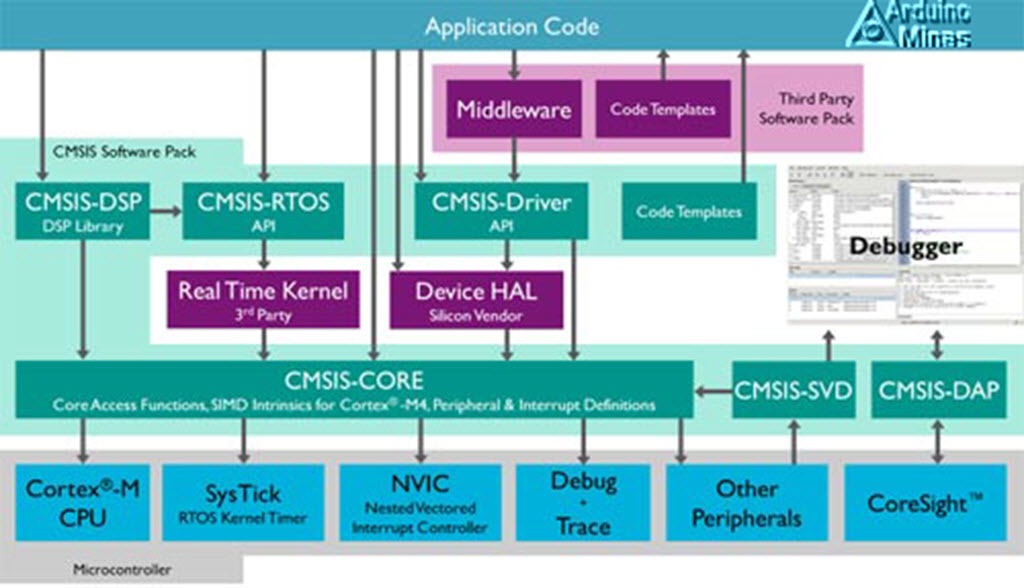 Application Code
Arduino
Minas
Middleware
Code Templates
Third Party
Software Pack
CMSIS Software Pack
CMSIS-DSP
DSP Library
CMSIS-RTOS
API
CMSIS-Driver
API
Code Templates
Debugger
Real Time Kernel
3rd Party
Device HAL
Silicon Vendor
CMSIS-CORE
Core Access Functions, SIMD Intrinsics for Cortex®-M4, Peripheral & Interrupt Definitions
CMSIS-SVD
CMSIS-DAP
Cortex®-M
CPU
SysTick
RTOS Kernel Timer
NVIC
Nested Vectored
Interrupt Controller
Debug
·
Trace
Other
Peripherals
CoreSight™
Microcontroller